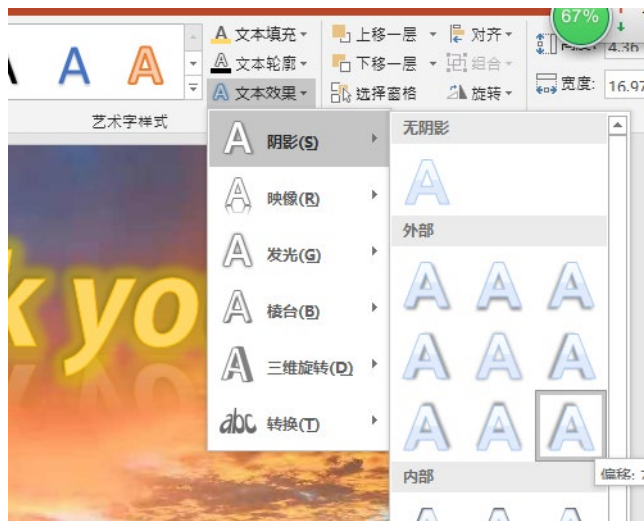 67%
A 文本填充 上移一层 对齐
A 文本轮廓 下移一层 组合 4.36
A 文本效果 选择窗格 旋转 宽度: 16.97
艺术字样式
阴影(S)
映像(R)
发光(G)
棱台(B)
三维旋转(D)
abc 转换(T)
无阴影
外部
内部
偏移:
k you